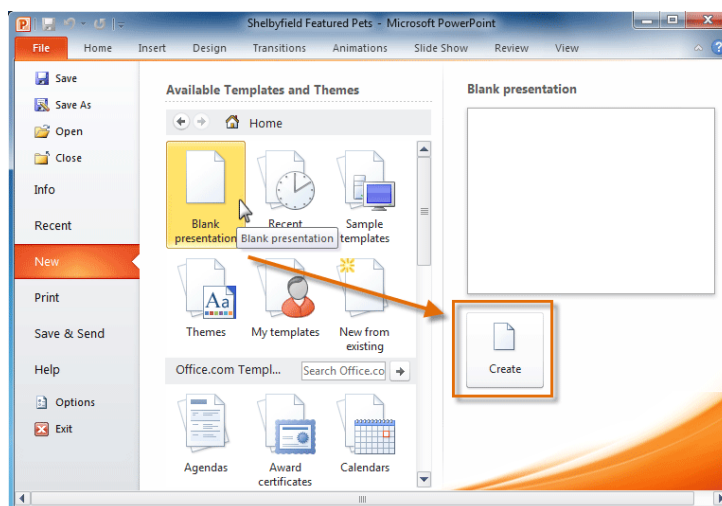 Shelbyfield Featured Pets - Microsoft PowerPoint
File Home Insert Design Transitions Animations Slide Show Review View
Save
Save As
Open
Close
Info
Recent
New
Print
Save & Send
Help
Options
Exit
Available Templates and Themes
Home
Blank
presentation
Recent
Blank presentation
Sample
templates
Aa
Themes
My templates
New from
existing
Office.com Templ...
Search Office.co
Agendas
Award
certificates
Calendars
Blank presentation
Create